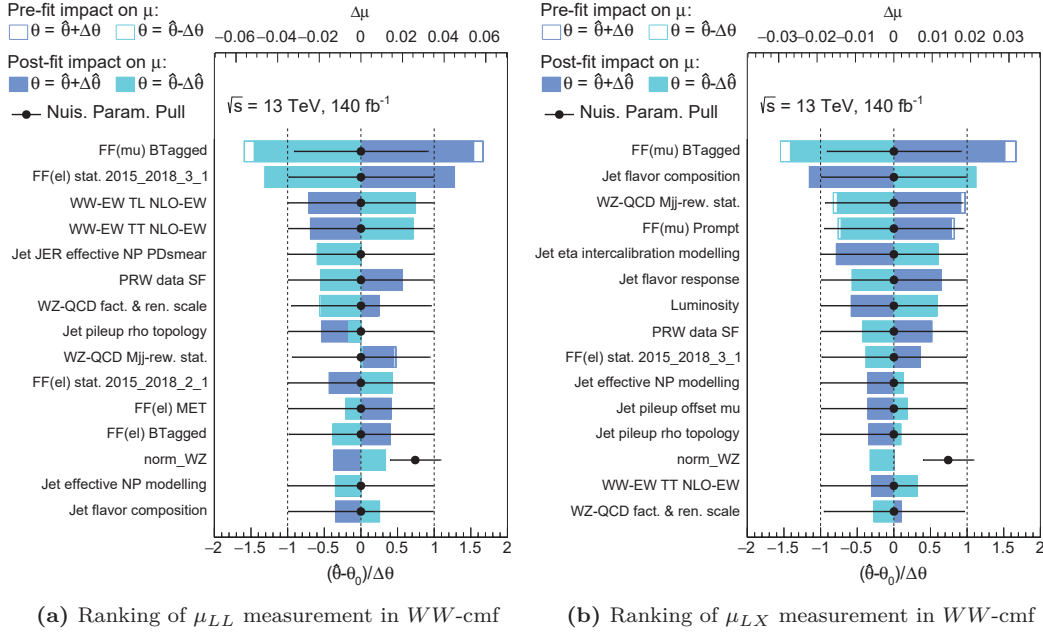 Pre-fit impact on μ:
θ = θ̂+Δθ θ = θ̂-Δθ
Post-fit impact on μ:
θ = θ̂+Δθ̂ θ = θ̂-Δθ̂
Nuis. Param. Pull
Δμ
−0.06 −0.04 −0.02 0 0.02 0.04 0.06
√s = 13 TeV, 140 fb-1
FF(mu) BTagged
FF(el) stat. 2015_2018_3_1
WW-EW TL NLO-EW
WW-EW TT NLO-EW
Jet JER effective NP PDsmear
PRW data SF
WZ-QCD fact. & ren. scale
Jet pileup rho topology
WZ-QCD Mjj-rew. stat.
FF(el) stat. 2015_2018_2_1
FF(el) MET
FF(el) BTagged
norm_WZ
Jet effective NP modelling
Jet flavor composition
−2 −1.5 −1 −0.5 0 0.5 1 1.5 2
(θ̂-θ0)/Δθ
(a) Ranking of μLL measurement in WW-cmf
Pre-fit impact on μ:
θ = θ̂+Δθ θ = θ̂-Δθ
Post-fit impact on μ:
θ = θ̂+Δθ̂ θ = θ̂-Δθ̂
Nuis. Param. Pull
Δμ
−0.03 −0.02 −0.01 0 0.01 0.02 0.03
√s = 13 TeV, 140 fb-1
FF(mu) BTagged
Jet flavor composition
WZ-QCD Mjj-rew. stat.
FF(mu) Prompt
Jet eta intercalibration modelling
Jet flavor response
Luminosity
PRW data SF
FF(el) stat. 2015_2018_3_1
Jet effective NP modelling
Jet pileup offset mu
Jet pileup rho topology
norm_WZ
WW-EW TT NLO-EW
WZ-QCD fact. & ren. scale
−2 −1.5 −1 −0.5 0 0.5 1 1.5 2
(θ̂-θ0)/Δθ
(b) Ranking of μLX measurement in WW-cmf